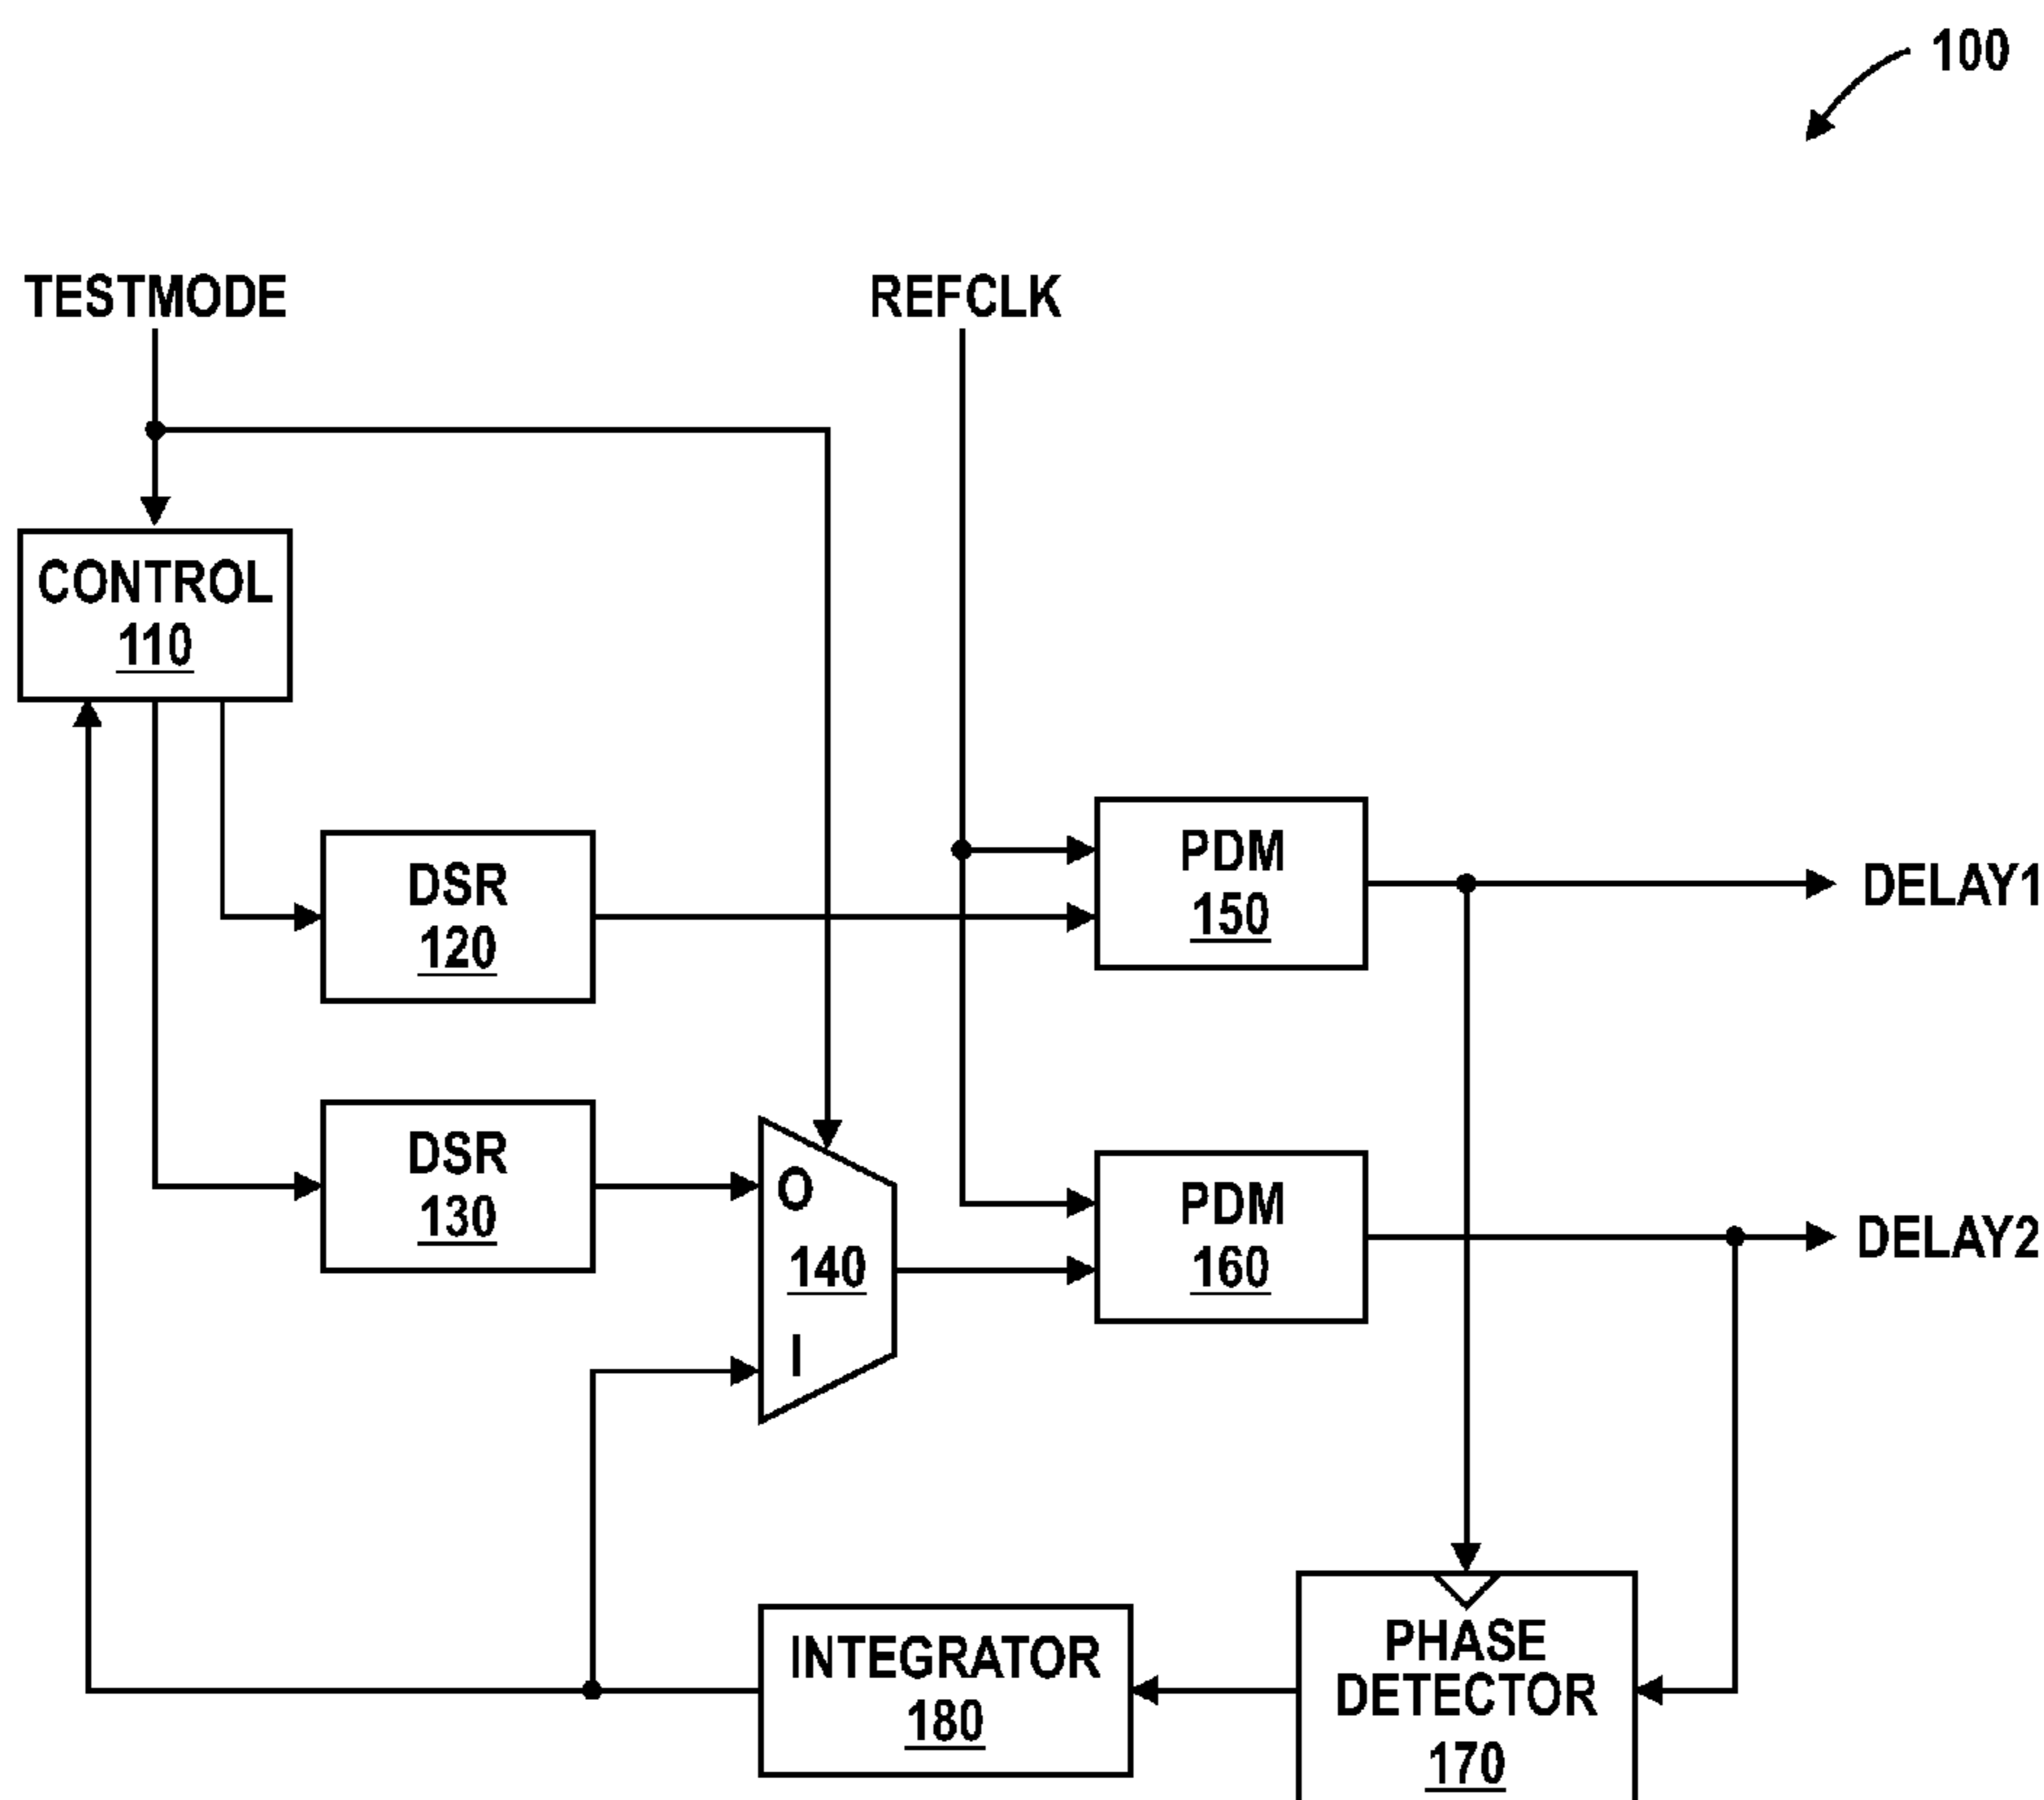 100
TESTMODE
REFCLK
CONTROL
110
PDM
150
DELAY1
DSR
120
DSR
130
O
140
I
PDM
160
DELAY2
INTEGRATOR
180
PHASE
DETECTOR
170